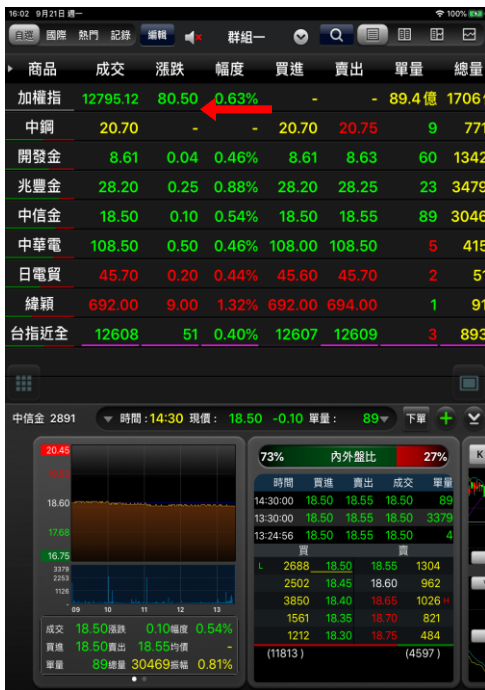 16:02 9月21日 週一 100%
自選 國際 熱門 記錄 編輯 群組一
商品 成交 漲跌 幅度 買進 賣出 單量 總量
加權指 12795.12 80.50 0.63% - - 89.4億 1706
中鋼 20.70 - - 20.70 20.75 9 771
開發金 8.61 0.04 0.46% 8.61 8.63 60 1342
兆豐金 28.20 0.25 0.88% 28.20 28.25 23 3479
中信金 18.50 0.10 0.54% 18.50 18.55 89 3046
中華電 108.50 0.50 0.46% 108.00 108.50 5 415
日電貿 45.70 0.20 0.44% 45.60 45.70 2 51
緯穎 692.00 9.00 1.32% 692.00 694.00 1 91
台指近全 12608 51 0.40% 12607 12609 3 893
中信金 2891 時間:14:30 現價: 18.50 -0.10 單量: 89 下單
20.45
18.60
17.68
16.75
3379
2253
1126
09 10 11 12 13
成交 18.50 漲跌 0.10 幅度 0.54%
買進 18.50 賣出 18.55 均價 -
單量 89 總量 30469 振幅 0.81%
73% 內外盤比 27%
時間 買進 賣出 成交 單量
14:30:00 18.50 18.55 18.50 89
13:30:00 18.50 18.55 18.50 3379
13:24:56 18.50 18.55 18.50 4
買 賣
L 2688 18.50 18.55 1304
2502 18.45 18.60 962
3850 18.40 18.65 1026 H
1561 18.35 18.70 821
1212 18.30 18.75 484
(11813) (4597)
K